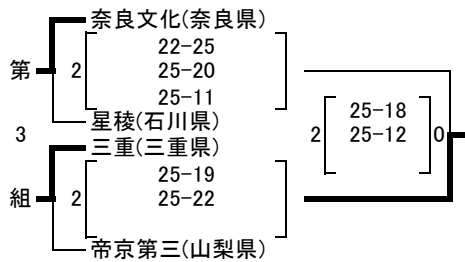 奈良文化(奈良県)
22-25
第 2 25-20
25-11
25-18
星稜(石川県)
3 2 25-12 0
三重(三重県)
25-19
組 2 25-22
帝京第三(山梨県)